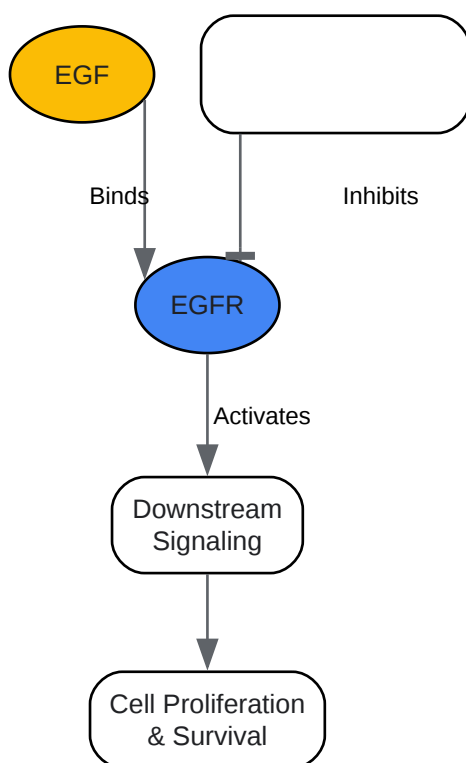 EGF
Binds
Inhibits
EGFR
Activates
Downstream
Signaling
Cell Proliferation
& Survival